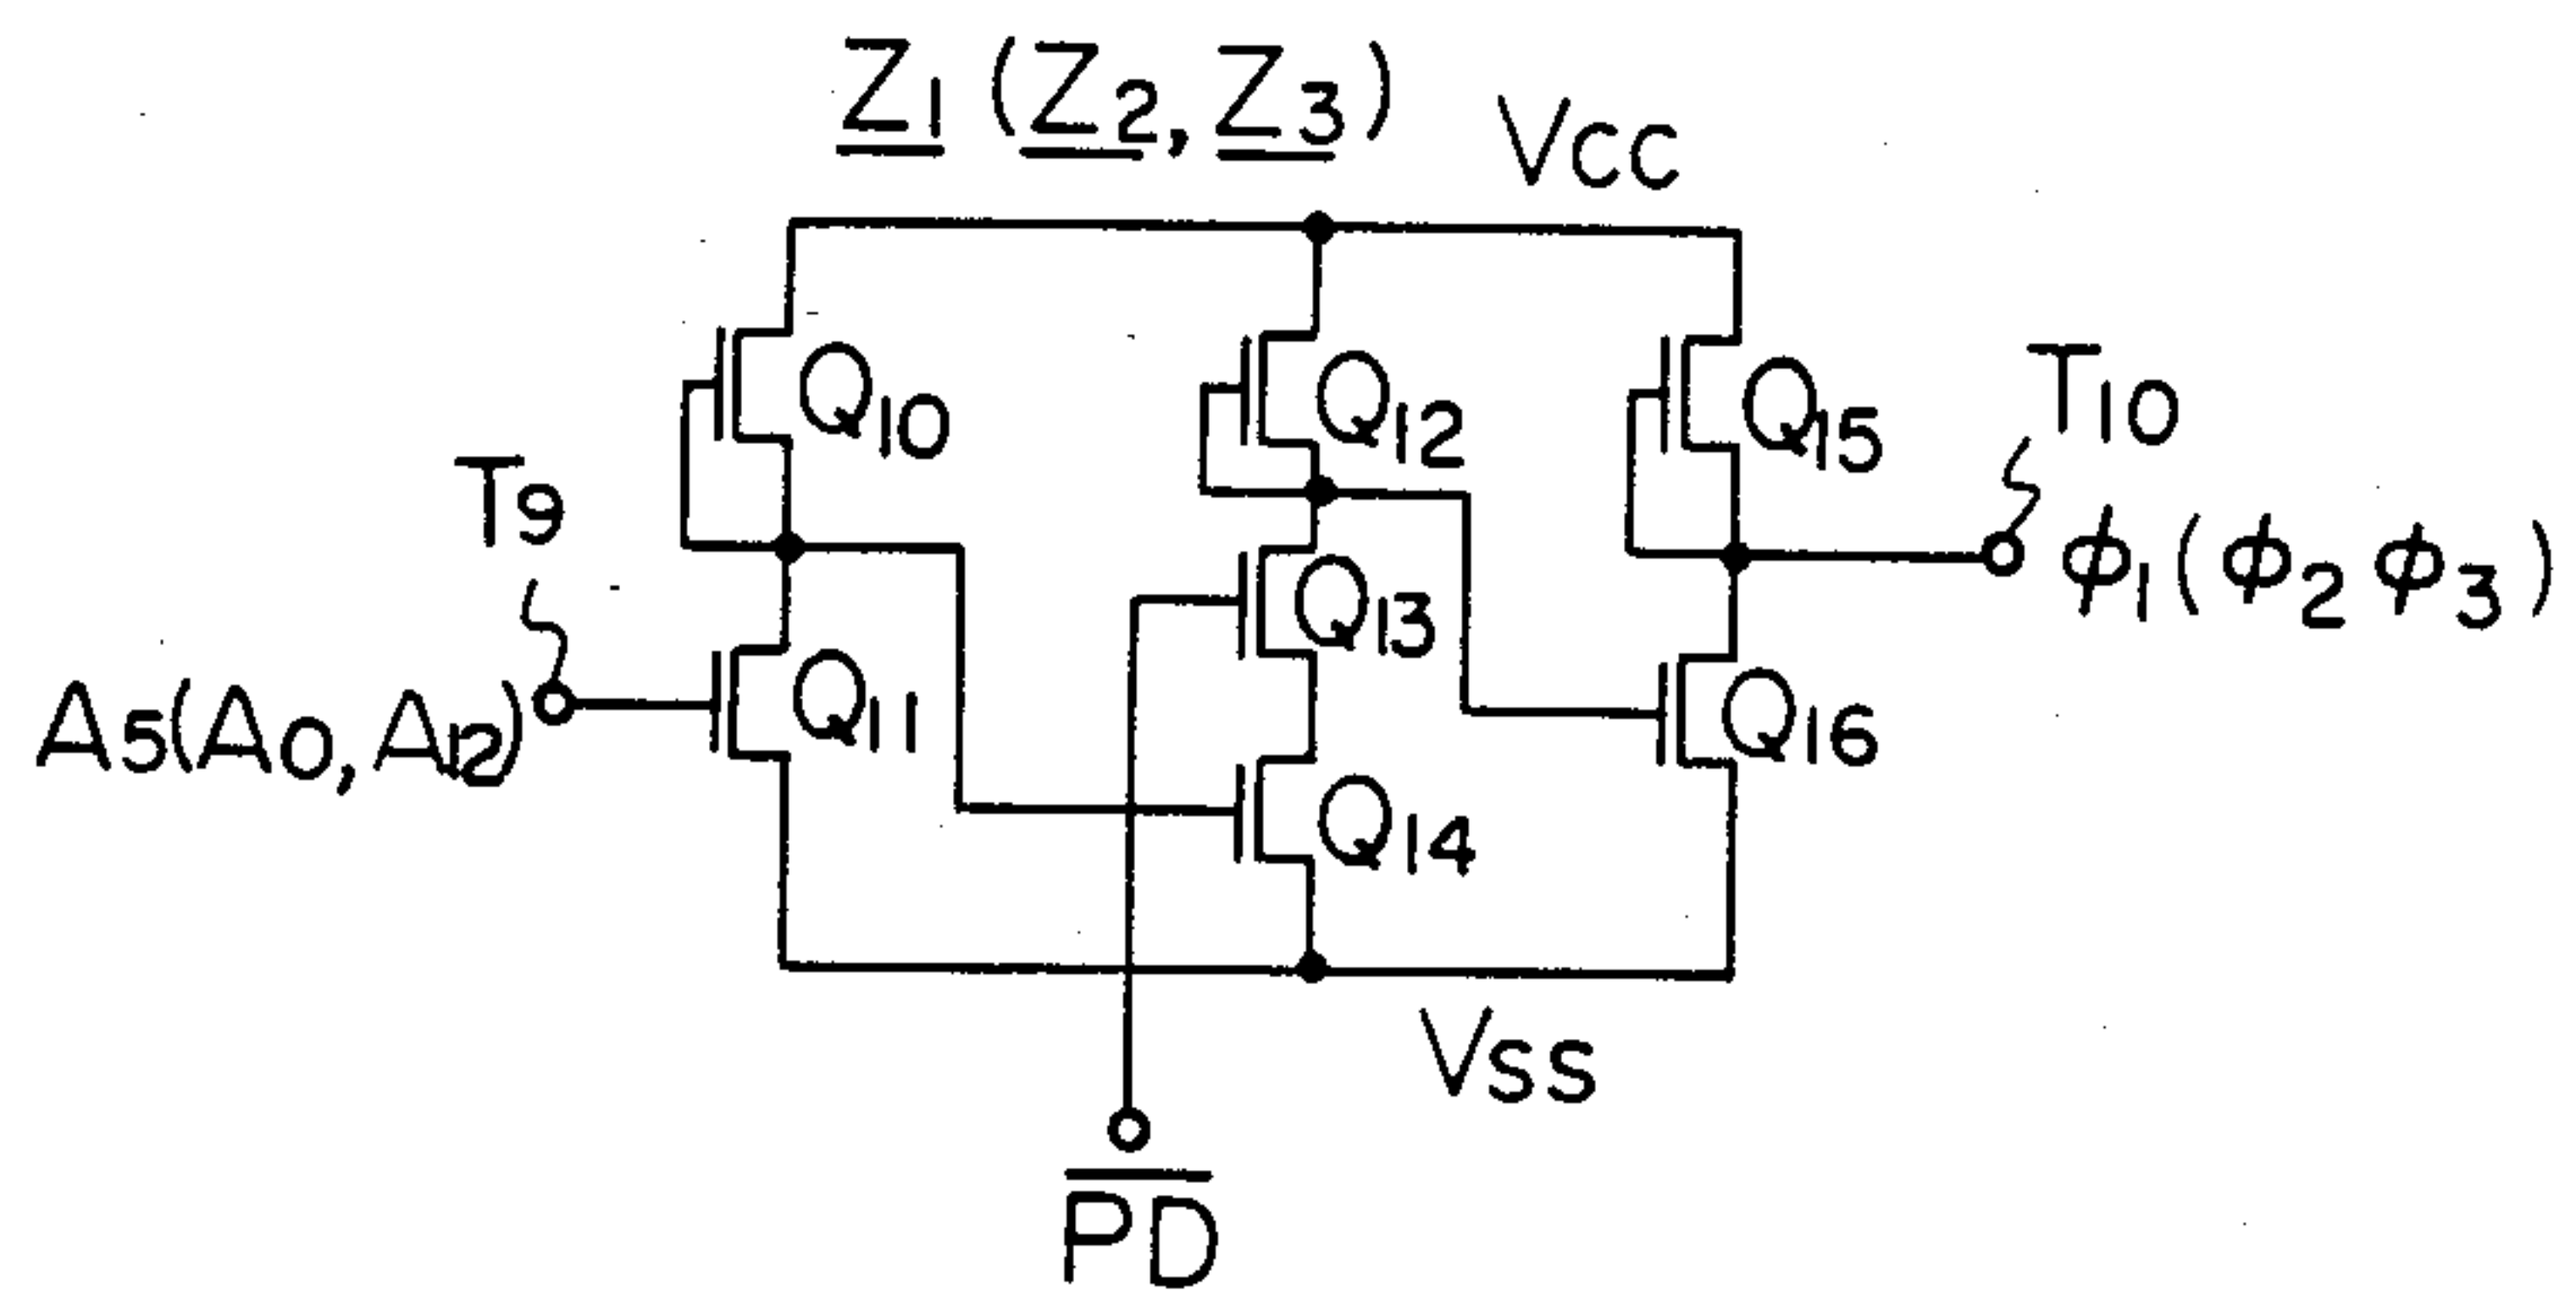 Z1 (Z2, Z3)
VCC
Q10
Q12
Q15
T10
T9
Q13
ϕ1 (ϕ2 ϕ3)
A5(A0, A12)
Q11
Q16
Q14
VSS
P̅D̅